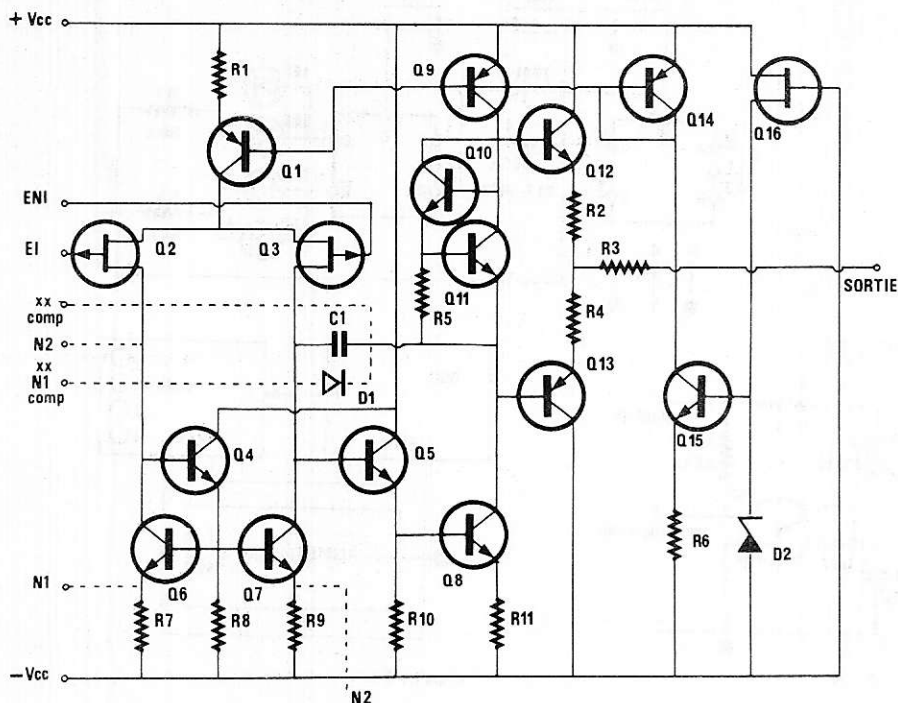 + Vcc
R1
Q9
Q14
Q16
Q1
Q10
Q12
ENI
R2
EI
Q2
Q3
Q11
R3
SORTIE
xx
comp
C1
R5
R4
N2
xx
N1
comp
D1
Q13
Q4
Q5
Q15
R6
D2
N1
Q6
Q7
Q8
R7
R8
R9
R10
R11
−Vcc
N2